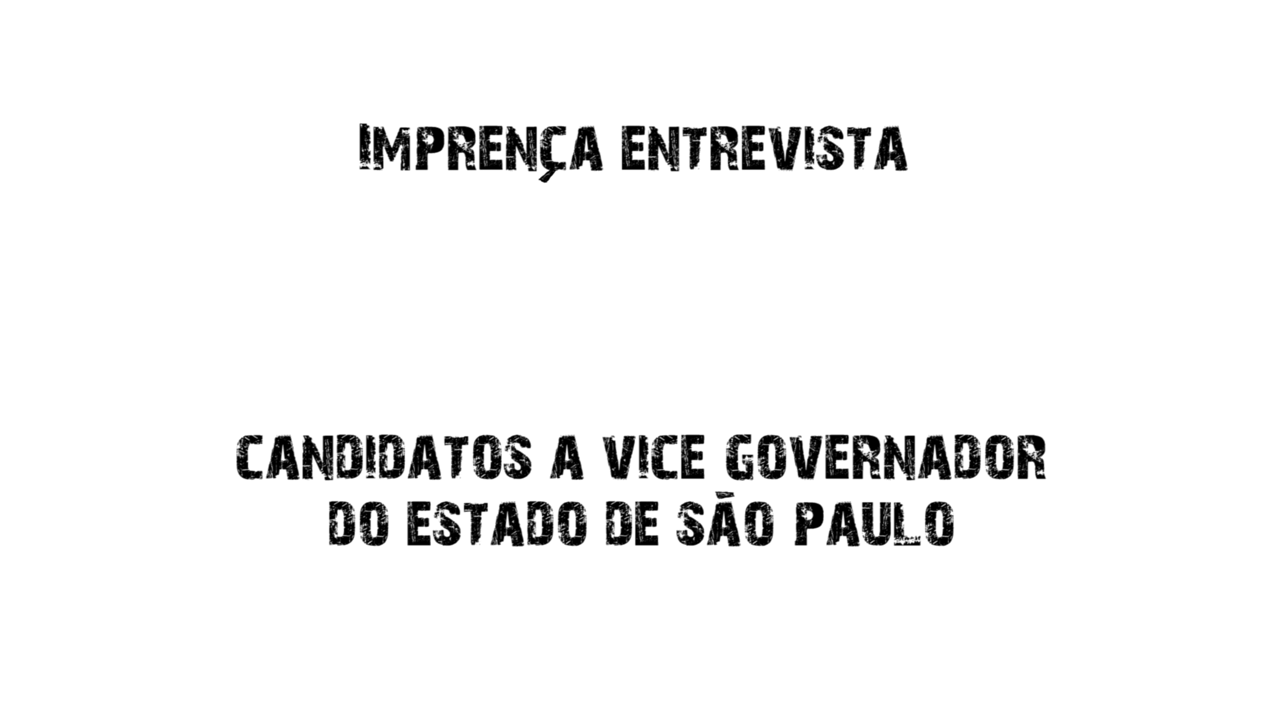 Imprença entrevista
Candidatos a vice Governador
do estado de são Paulo